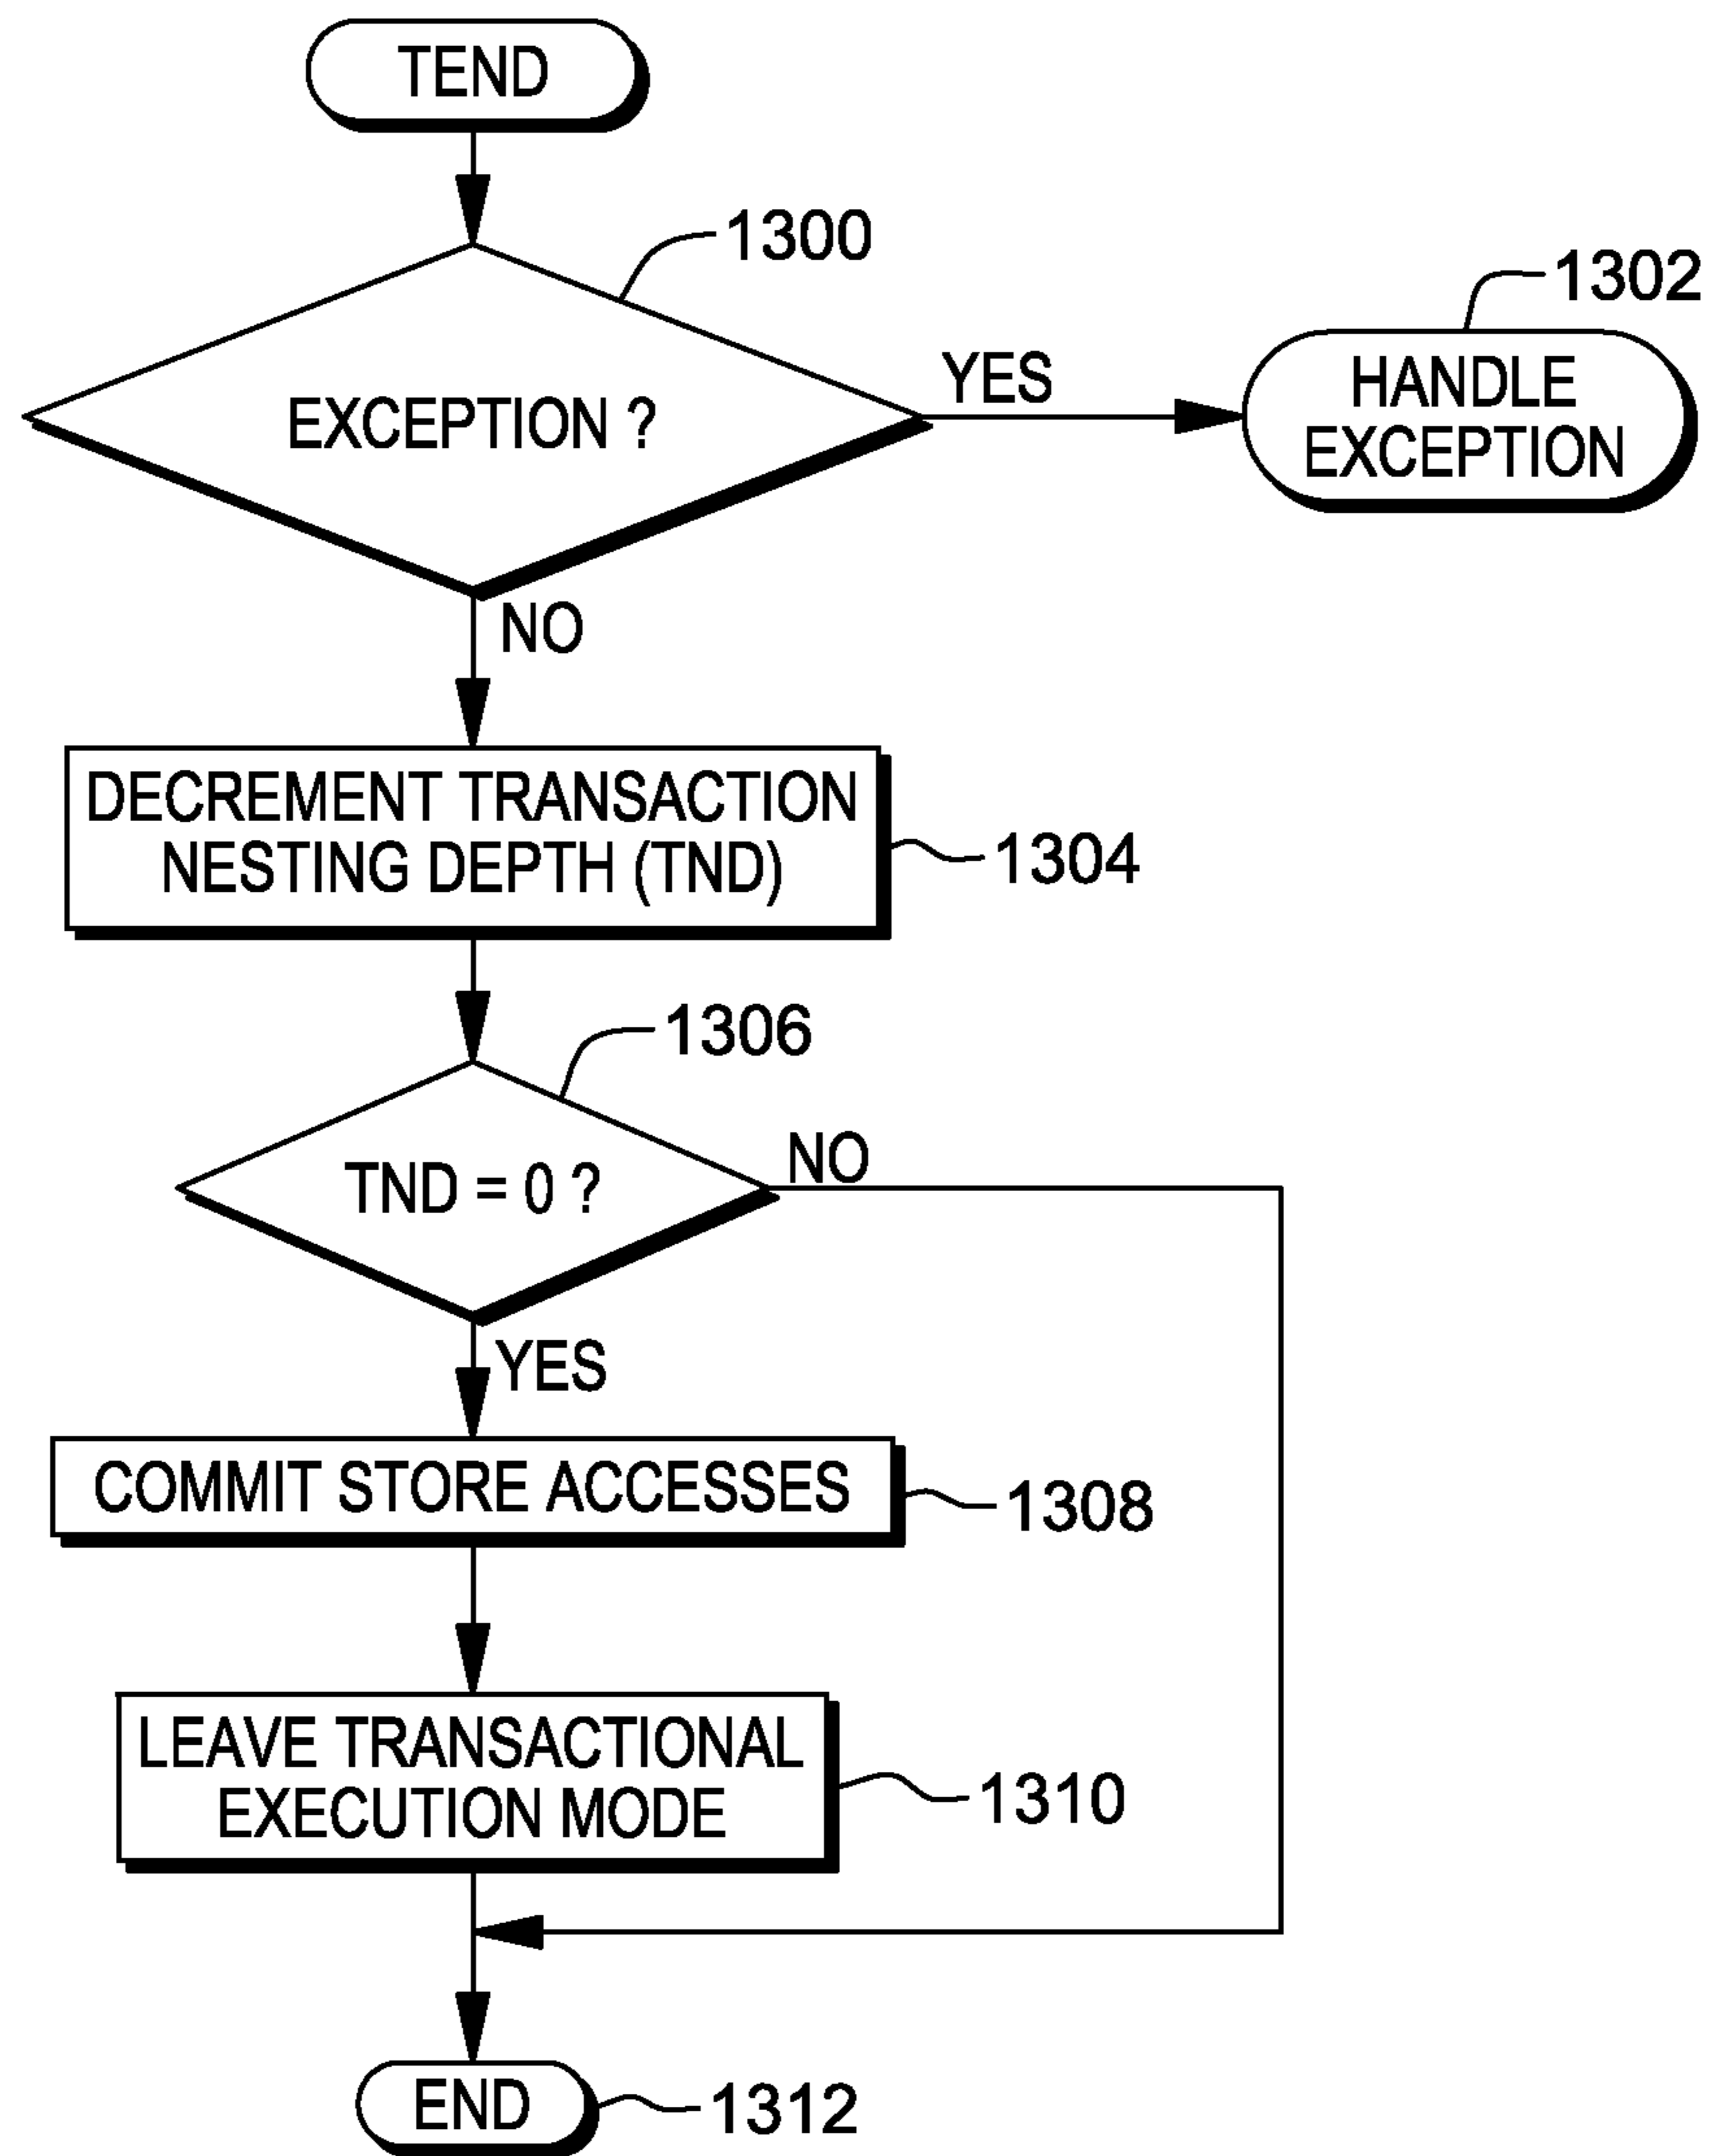 TEND
1300
EXCEPTION ?
YES
1302
HANDLE
EXCEPTION
NO
DECREMENT TRANSACTION
NESTING DEPTH (TND)
1304
1306
TND = 0 ?
NO
YES
COMMIT STORE ACCESSES
1308
LEAVE TRANSACTIONAL
EXECUTION MODE
1310
END
1312